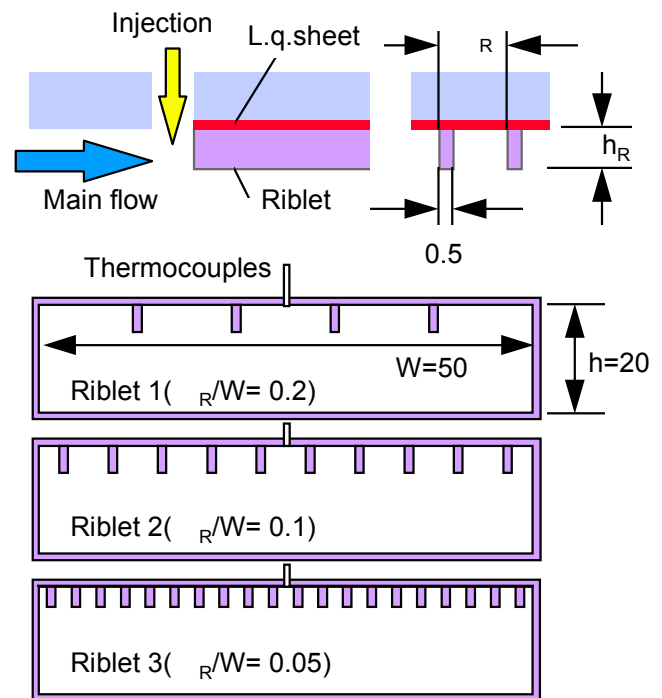 Injection
L.q.sheet
R
h_R
Main flow
Riblet
0.5
Thermocouples
W=50
h=20
Riblet 1( R/W= 0.2)
Riblet 2( R/W= 0.1)
Riblet 3( R/W= 0.05)